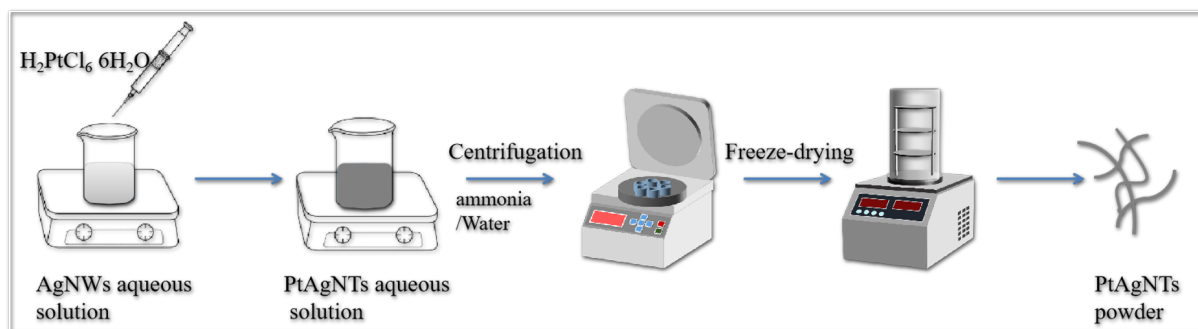 H₂PtCl₆ 6H₂O
Centrifugation
ammonia
/Water
Freeze-drying
AgNWs aqueous
solution
PtAgNTs aqueous
solution
PtAgNTs
powder